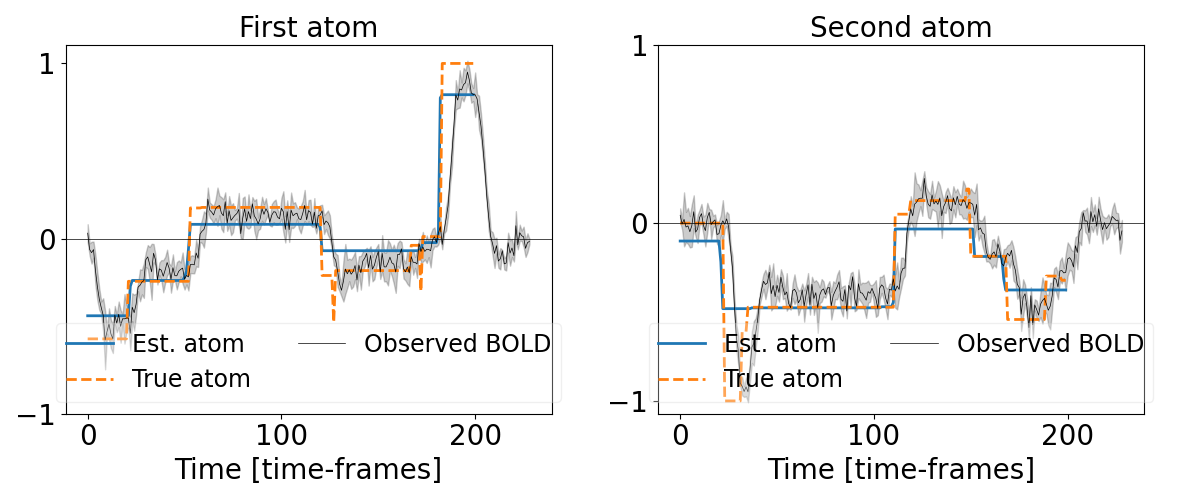 First atom
1
0
−1
0 100 200
Time [time-frames]
Est. atom Observed BOLD
True atom
Second atom
1
0
−1
0 100 200
Time [time-frames]
Est. atom Observed BOLD
True atom